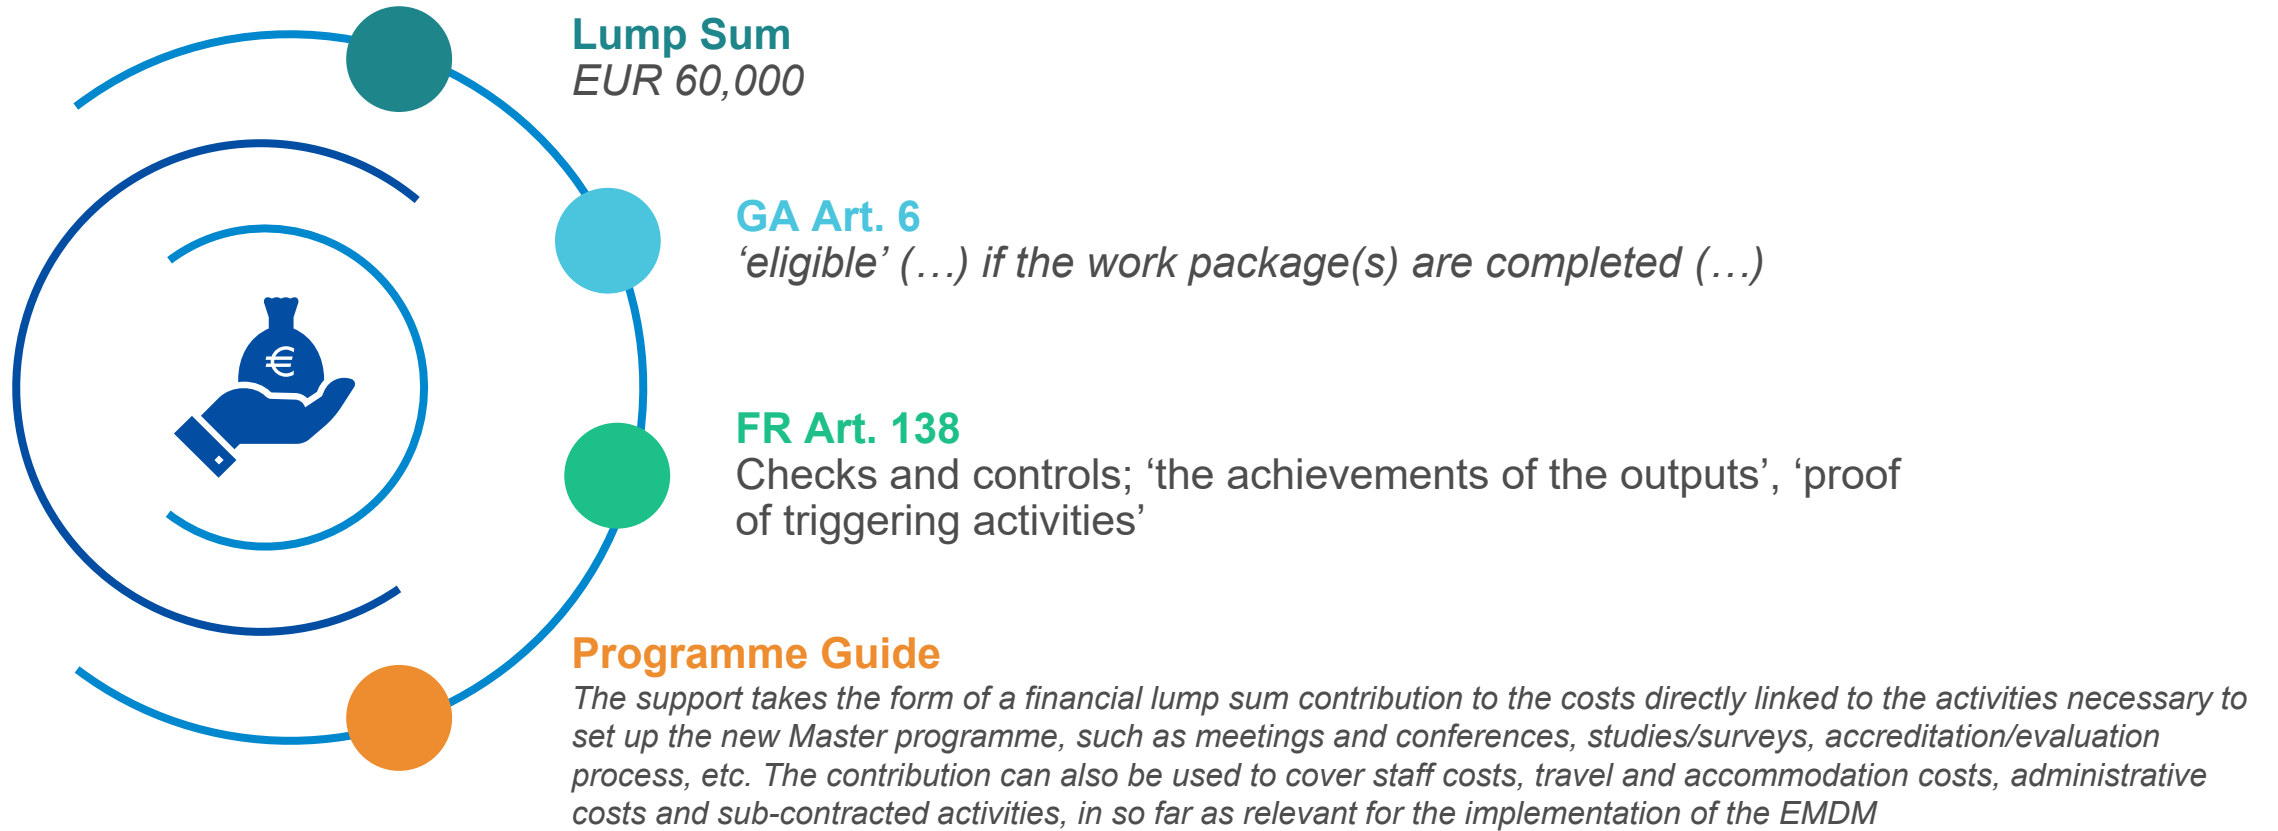 Lump Sum
EUR 60,000
GA Art. 6
‘eligible’ (…) if the work package(s) are completed (…)
€
FR Art. 138
Checks and controls; ‘the achievements of the outputs’, ‘proof
of triggering activities’
Programme Guide
The support takes the form of a financial lump sum contribution to the costs directly linked to the activities necessary to
set up the new Master programme, such as meetings and conferences, studies/surveys, accreditation/evaluation
process, etc. The contribution can also be used to cover staff costs, travel and accommodation costs, administrative
costs and sub-contracted activities, in so far as relevant for the implementation of the EMDM